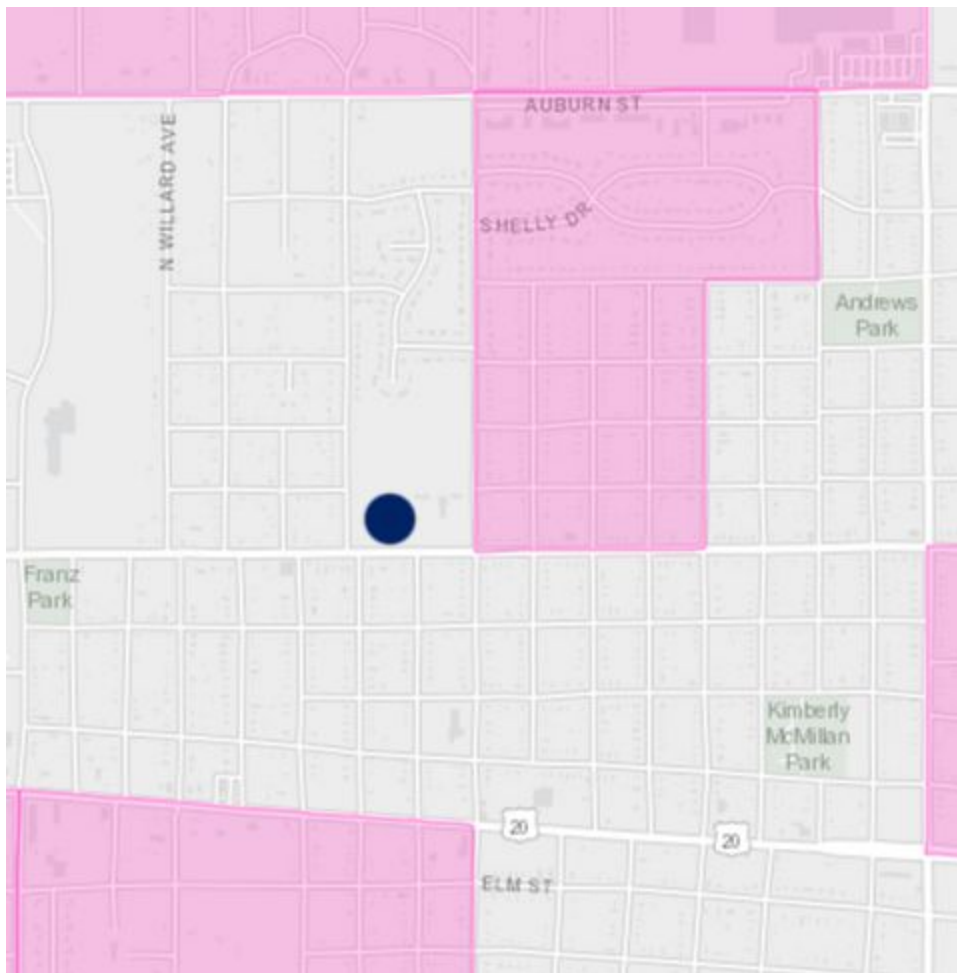 AUBURN ST
N WILLARD AVE
SHELLY DR
Andrews
Park
Franz
Park
Kimberly
McMillan
Park
20
20
ELM ST